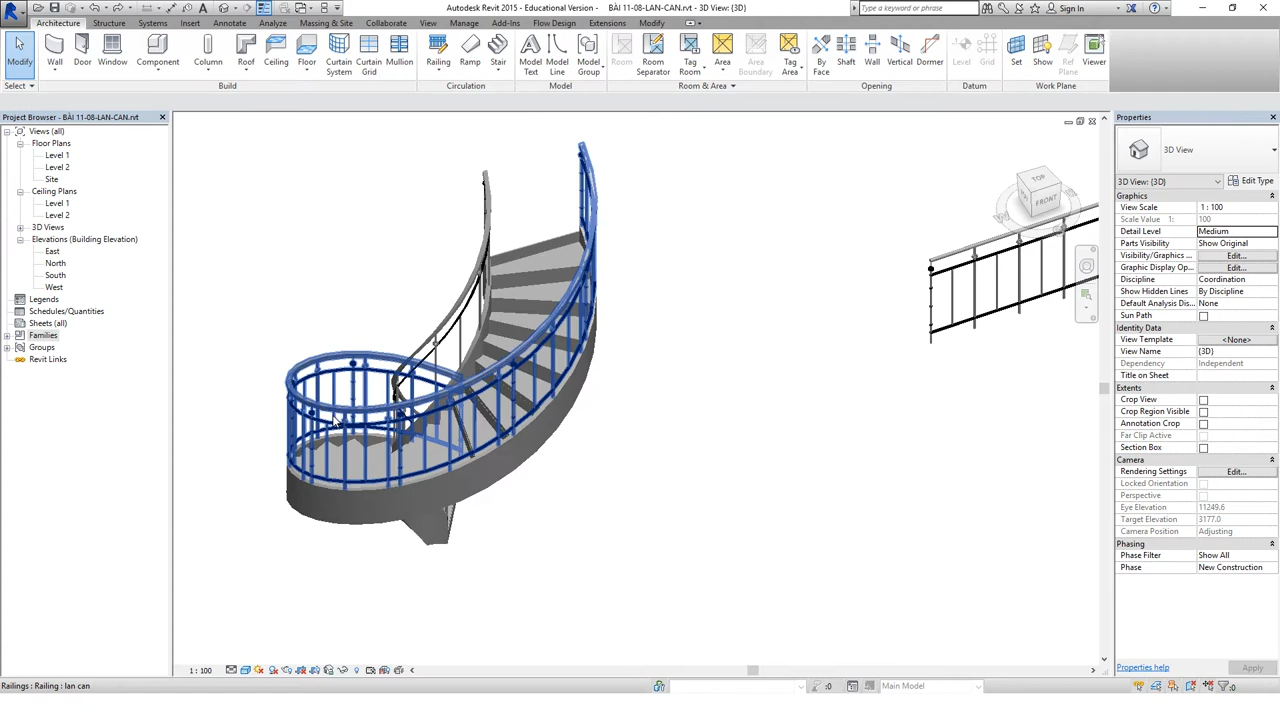 Autodesk Revit 2015 - Educational Version - BÀI 11-08-LAN-CAN.rvt - 3D View: {3D}
Type a keyword or phrase
Sign In
Architecture Structure Systems Insert Annotate Analyze Massing & Site Collaborate View Manage Add-Ins Flow Design Extensions Modify
Modify Wall Door Window Component Column Roof Ceiling Floor Curtain System Curtain Grid Mullion Railing Ramp Stair Model Text Model Line Model Group Room Room Separator Tag Room Area Area Boundary Tag Area By Face Shaft Wall Vertical Dormer Level Grid Set Show Ref Plane Viewer
Select Build Circulation Model Room & Area Opening Datum Work Plane
Project Browser - BÀI 11-08-LAN-CAN.rvt
Views (all)
Floor Plans
Level 1
Level 2
Site
Ceiling Plans
Level 1
Level 2
3D Views
Elevations (Building Elevation)
East
North
South
West
Legends
Schedules/Quantities
Sheets (all)
Families
Groups
Revit Links
TOP
FRONT
Properties
3D View
3D View: {3D} Edit Type
Graphics
View Scale 1 : 100
Scale Value 1: 100
Detail Level Medium
Parts Visibility Show Original
Visibility/Graphics ... Edit...
Graphic Display Op... Edit...
Discipline Coordination
Show Hidden Lines By Discipline
Default Analysis Dis... None
Sun Path
Identity Data
View Template <None>
View Name {3D}
Dependency Independent
Title on Sheet
Extents
Crop View
Crop Region Visible
Annotation Crop
Far Clip Active
Section Box
Camera
Rendering Settings Edit...
Locked Orientation
Perspective
Eye Elevation 11249.6
Target Elevation 3177.0
Camera Position Adjusting
Phasing
Phase Filter Show All
Phase New Construction
Properties help Apply
1 : 100
Railings : Railing : lan can
:0
Main Model
:0